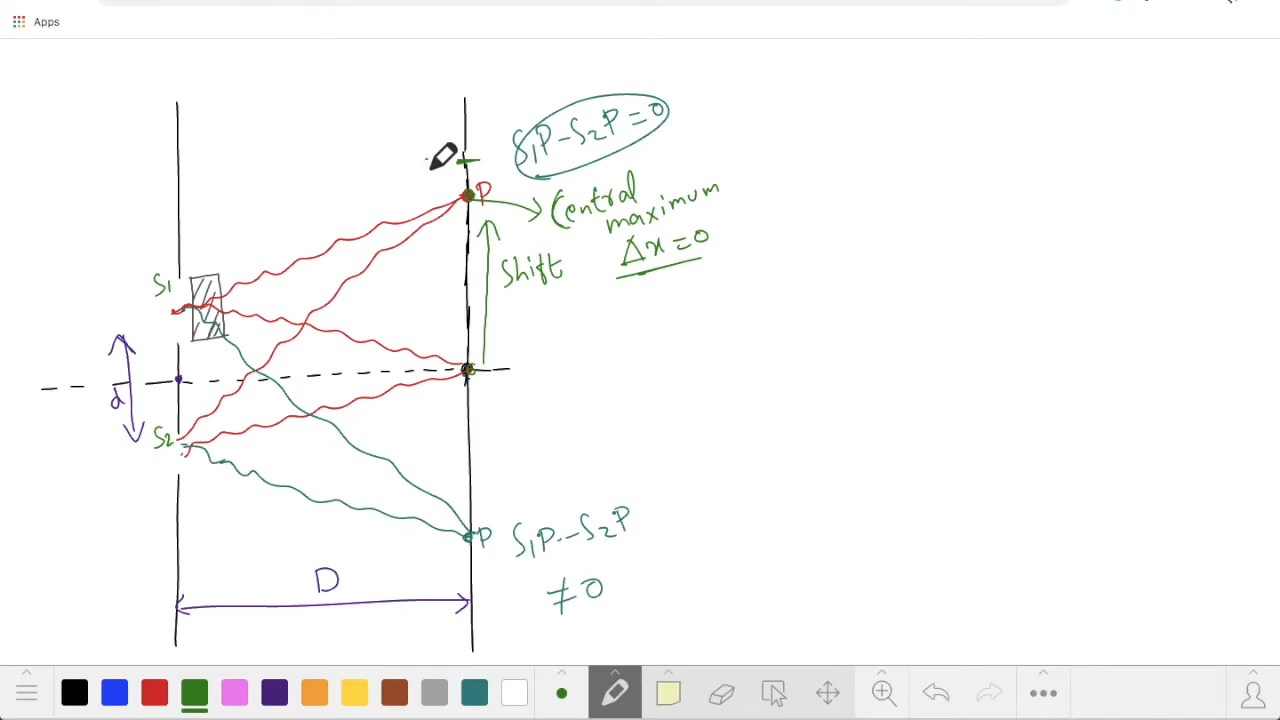 Apps
S1P-S2P=0
P
Central
maximum
Δx=0
Shift
S1
d
S2
P
S1P-S2P
≠0
D